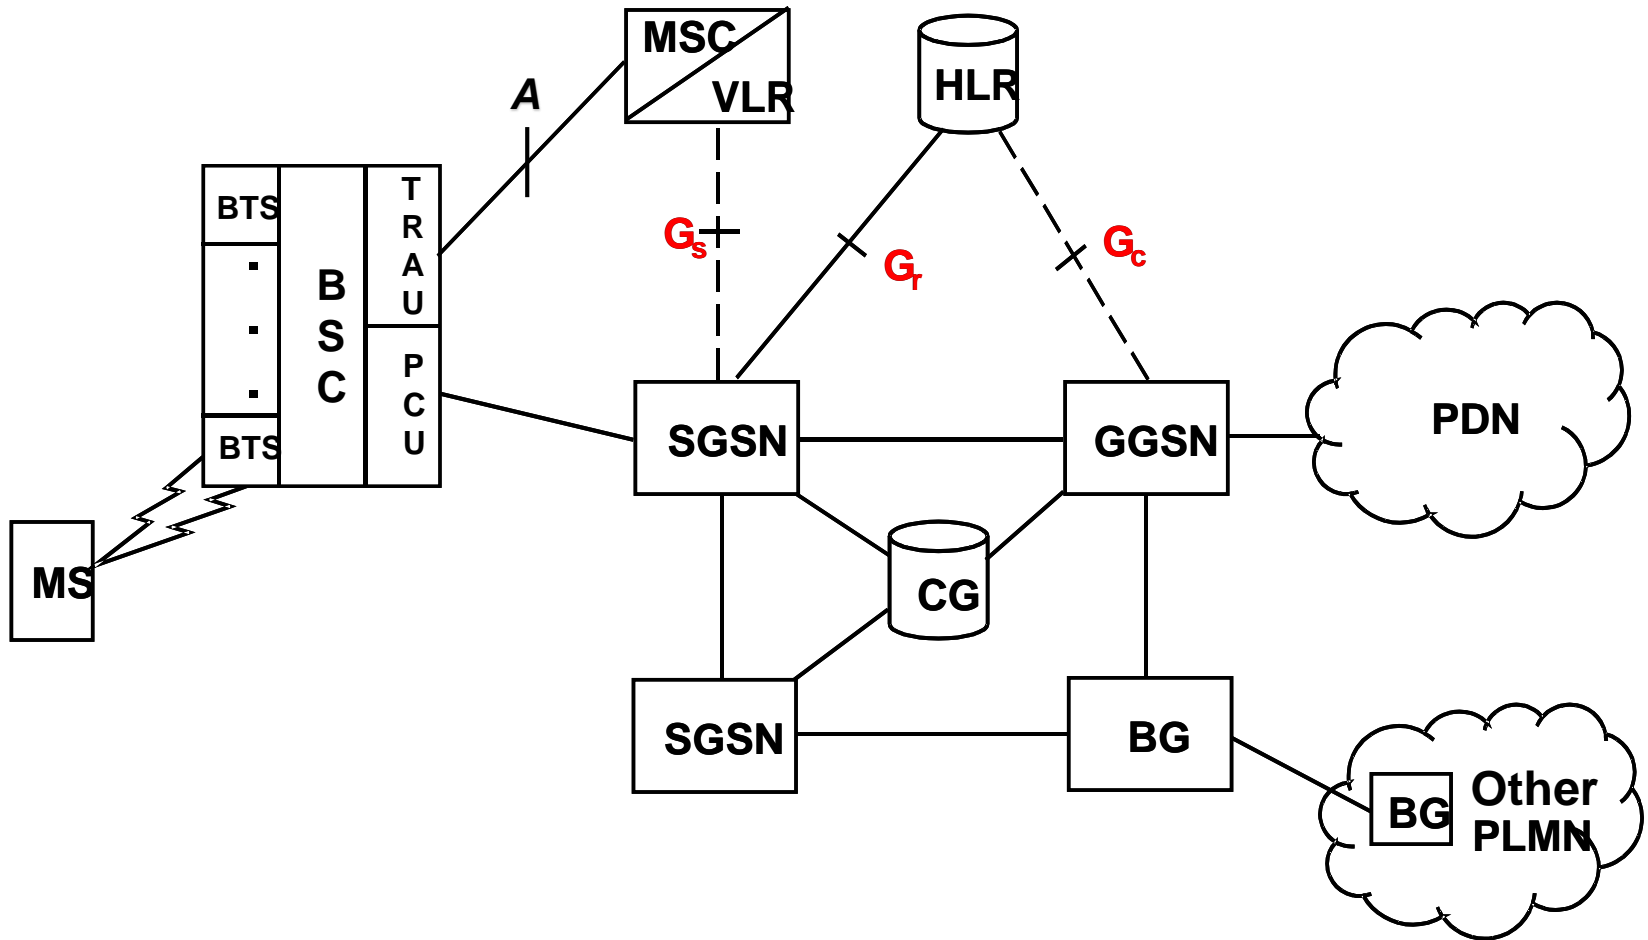 MSC
VLR
HLR
A
BTS
B
S
C
T
R
A
U
Gs
Gr
Gc
P
C
U
BTS
SGSN
GGSN
PDN
MS
CG
SGSN
BG
BG
Other
PLMN